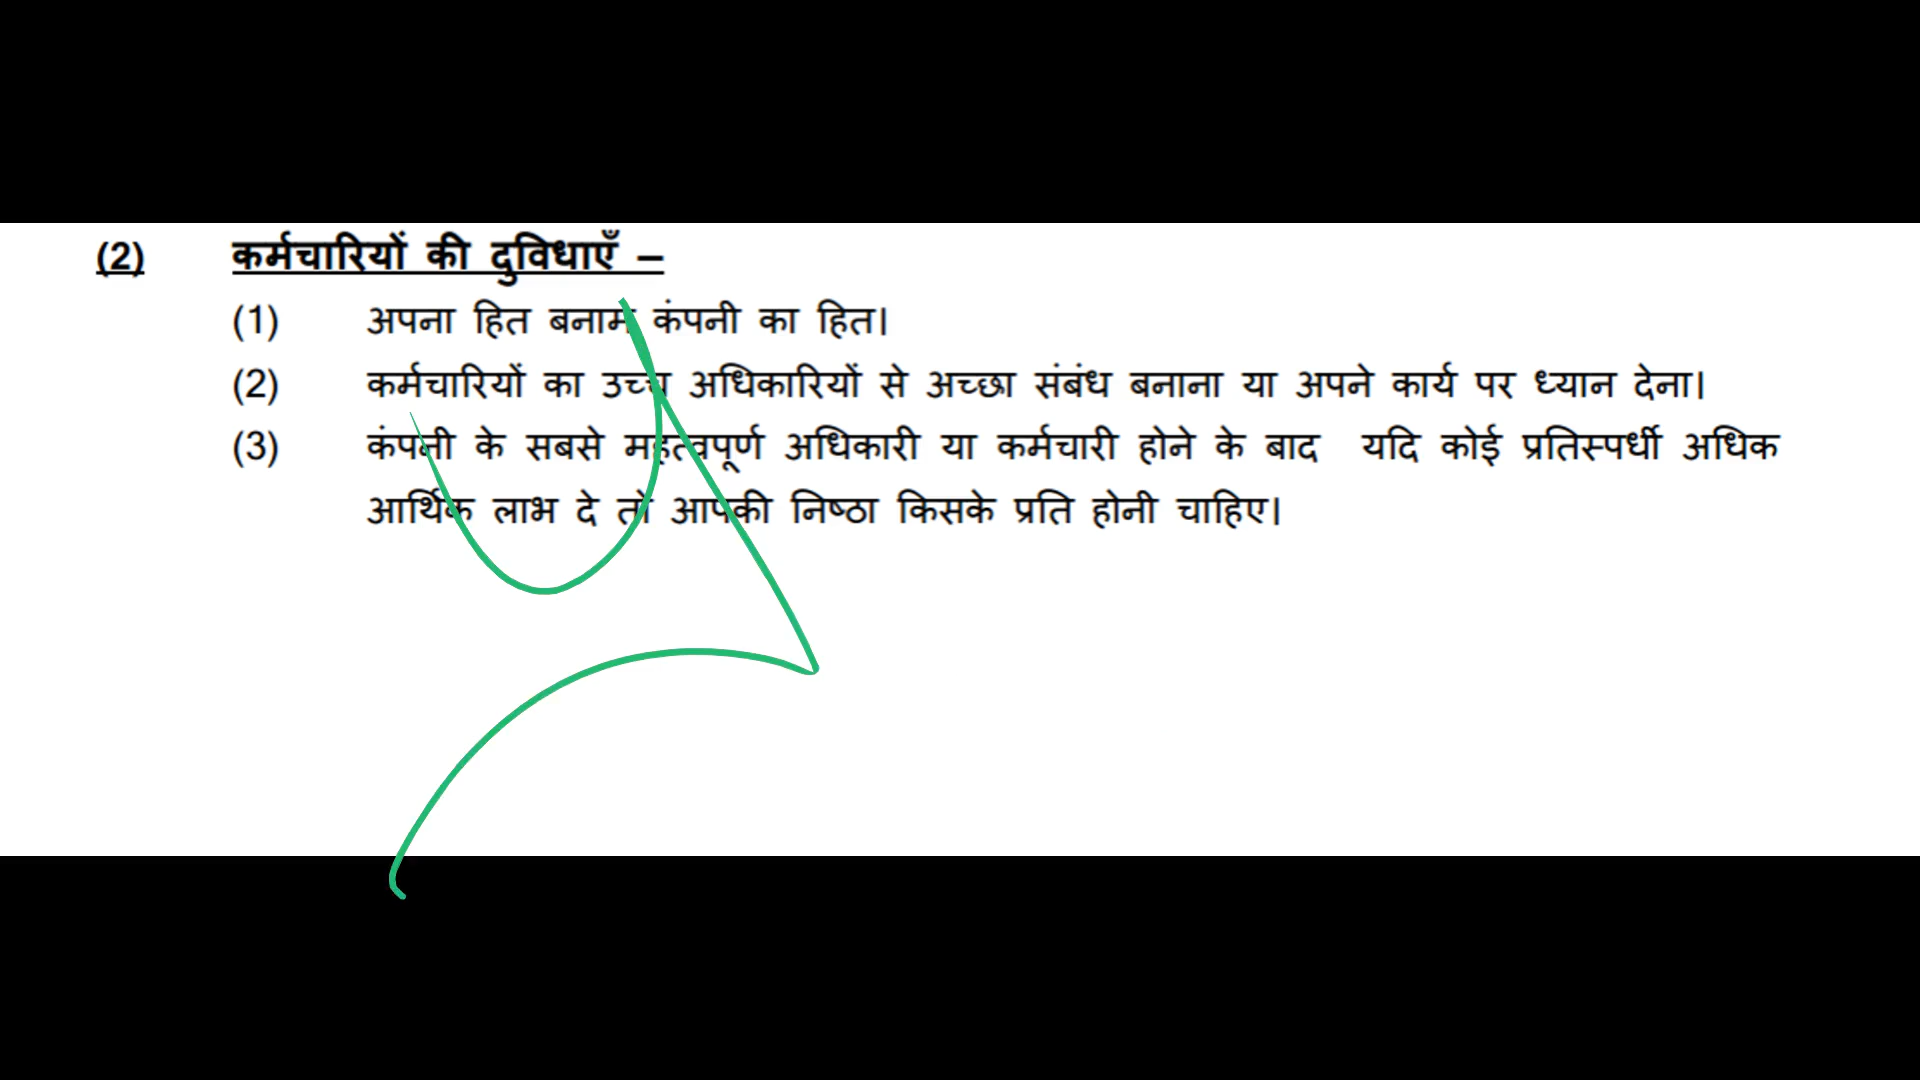 (2) कर्मचारियों की दुविधाएँ –
(1) अपना हित बनाम कंपनी का हित।
(2) कर्मचारियों का उच्च अधिकारियों से अच्छा संबंध बनाना या अपने कार्य पर ध्यान देना।
(3) कंपनी के सबसे महत्वपूर्ण अधिकारी या कर्मचारी होने के बाद यदि कोई प्रतिस्पर्धी अधिक
आर्थिक लाभ दे तो आपकी निष्ठा किसके प्रति होनी चाहिए।